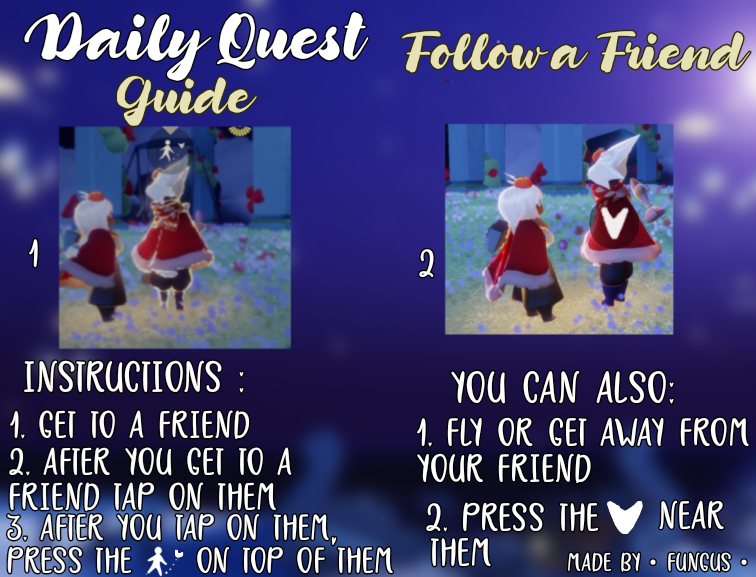 Daily Quest
Guide
1
INSTRUCTIONS :
1. GET TO A FRIEND
2. AFTER YOU GET TO A
FRIEND TAP ON THEM
3. AFTER YOU TAP ON THEM,
PRESS THE ON TOP OF THEM
Follow a Friend
2
YOU CAN ALSO:
1. FLY OR GET AWAY FROM
YOUR FRIEND
2. PRESS THE NEAR
THEM
MADE BY • FUNGUS •